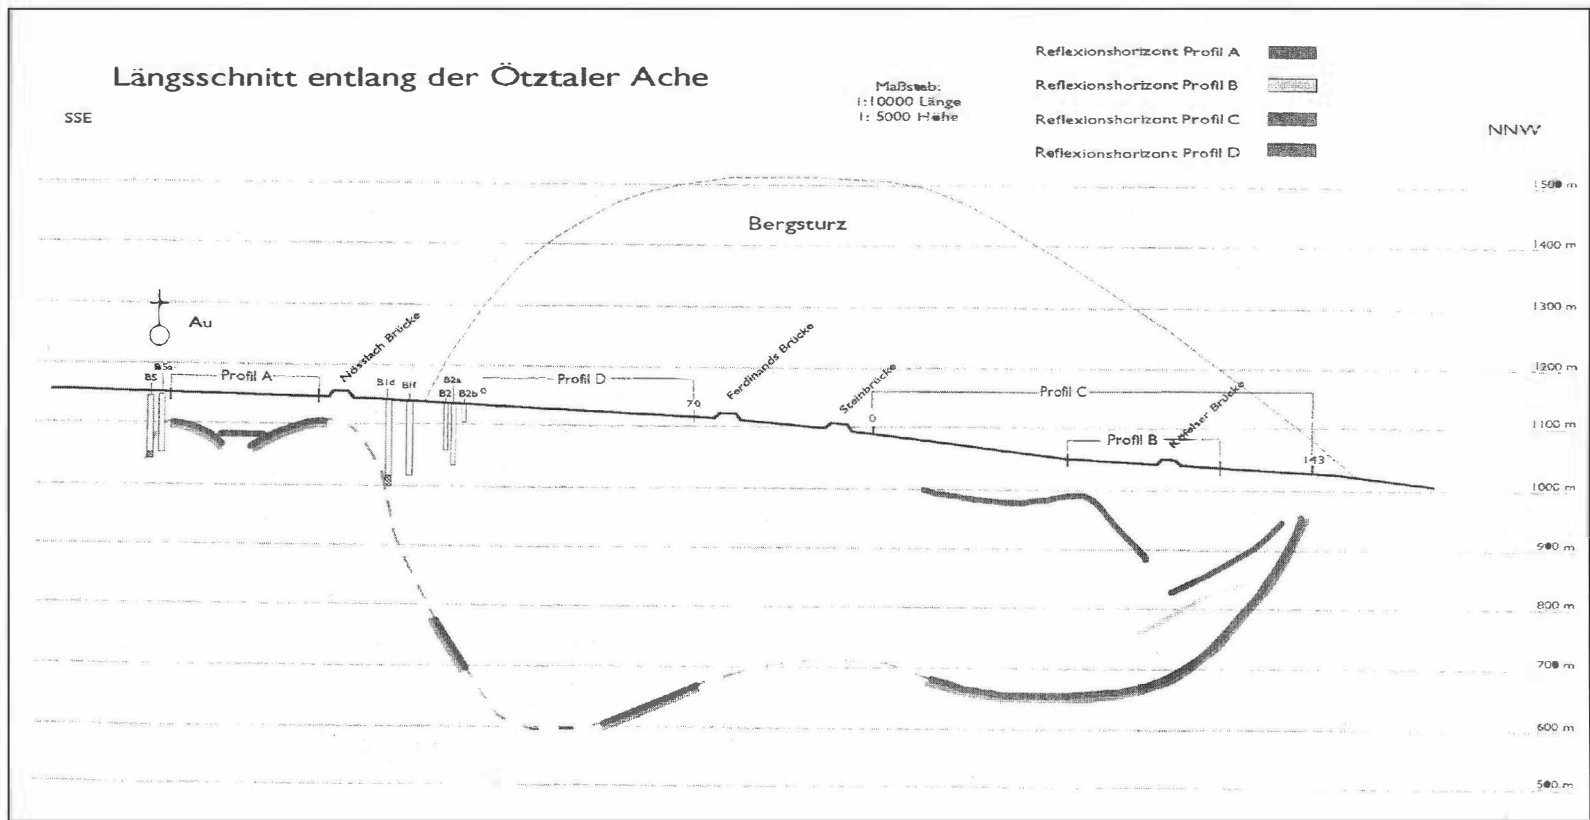 Längsschnitt entlang der Ötztaler Ache
Maßstab:
1:10000 Länge
1: 5000 Höhe
Reflexionshorizont Profil A
Reflexionshorizont Profil B
Reflexionshorizont Profil C
Reflexionshorizont Profil D
SSE
NNW
1500 m
Bergsturz
1400 m
1300 m
Au
Nösslach Brücke
Ferdinands Brücke
Steinbrücke
Köfelser Brücke
1200 m
B5
B5a
Profil A
B1d
B1f
B2a
B2
B2b
0
Profil D
70
Profil C
0
Profil B
143
1100 m
1000 m
900 m
800 m
700 m
600 m
500 m